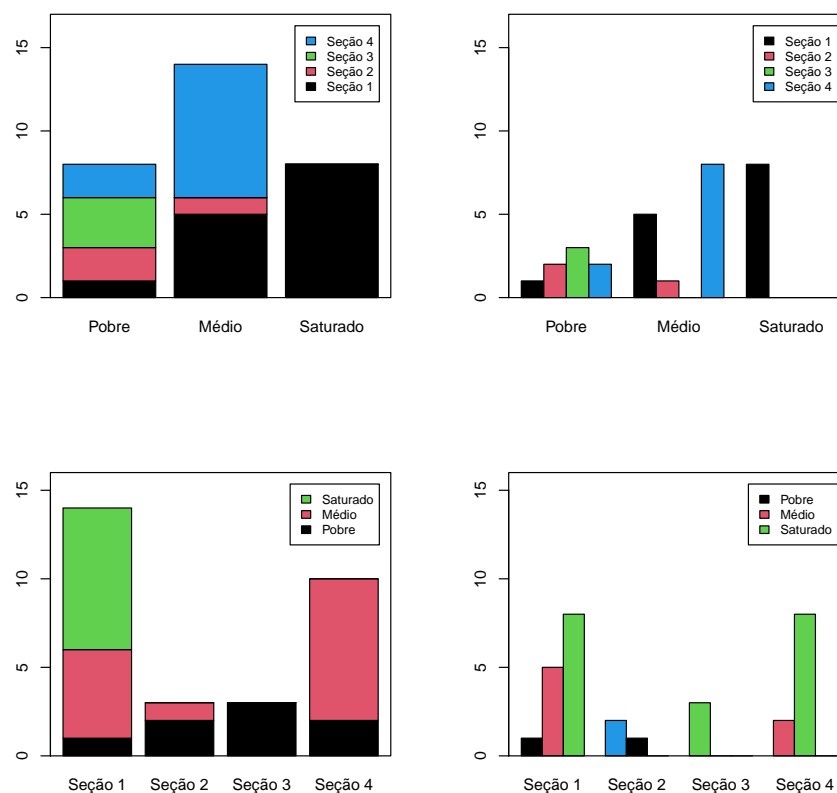 15
10
5
0
Seção 4
Seção 3
Seção 2
Seção 1
Pobre Médio Saturado
15
10
5
0
Seção 1
Seção 2
Seção 3
Seção 4
Pobre Médio Saturado
15
10
5
0
Saturado
Médio
Pobre
Seção 1 Seção 2 Seção 3 Seção 4
15
10
5
0
Pobre
Médio
Saturado
Seção 1 Seção 2 Seção 3 Seção 4